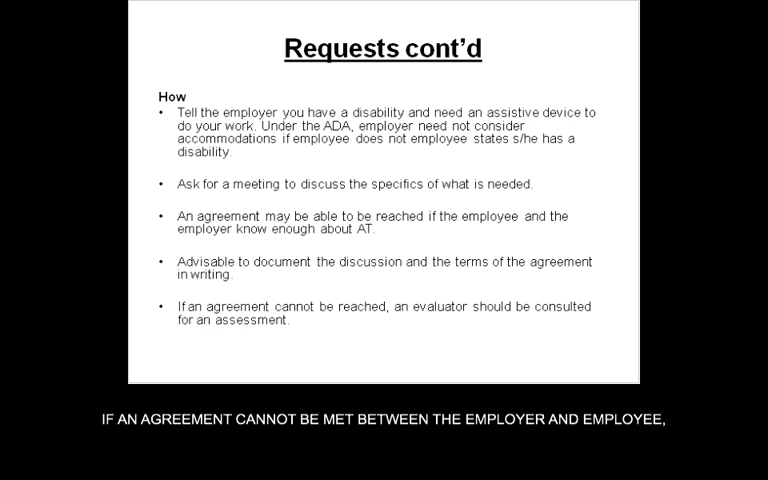 Requests cont'd
How
• Tell the employer you have a disability and need an assistive device to
do your work. Under the ADA, employer need not consider
accommodations if employee does not employee states s/he has a
disability.
• Ask for a meeting to discuss the specifics of what is needed.
• An agreement may be able to be reached if the employee and the
employer know enough about AT.
• Advisable to document the discussion and the terms of the agreement
in writing.
• If an agreement cannot be reached, an evaluator should be consulted
for an assessment.
IF AN AGREEMENT CANNOT BE MET BETWEEN THE EMPLOYER AND EMPLOYEE,